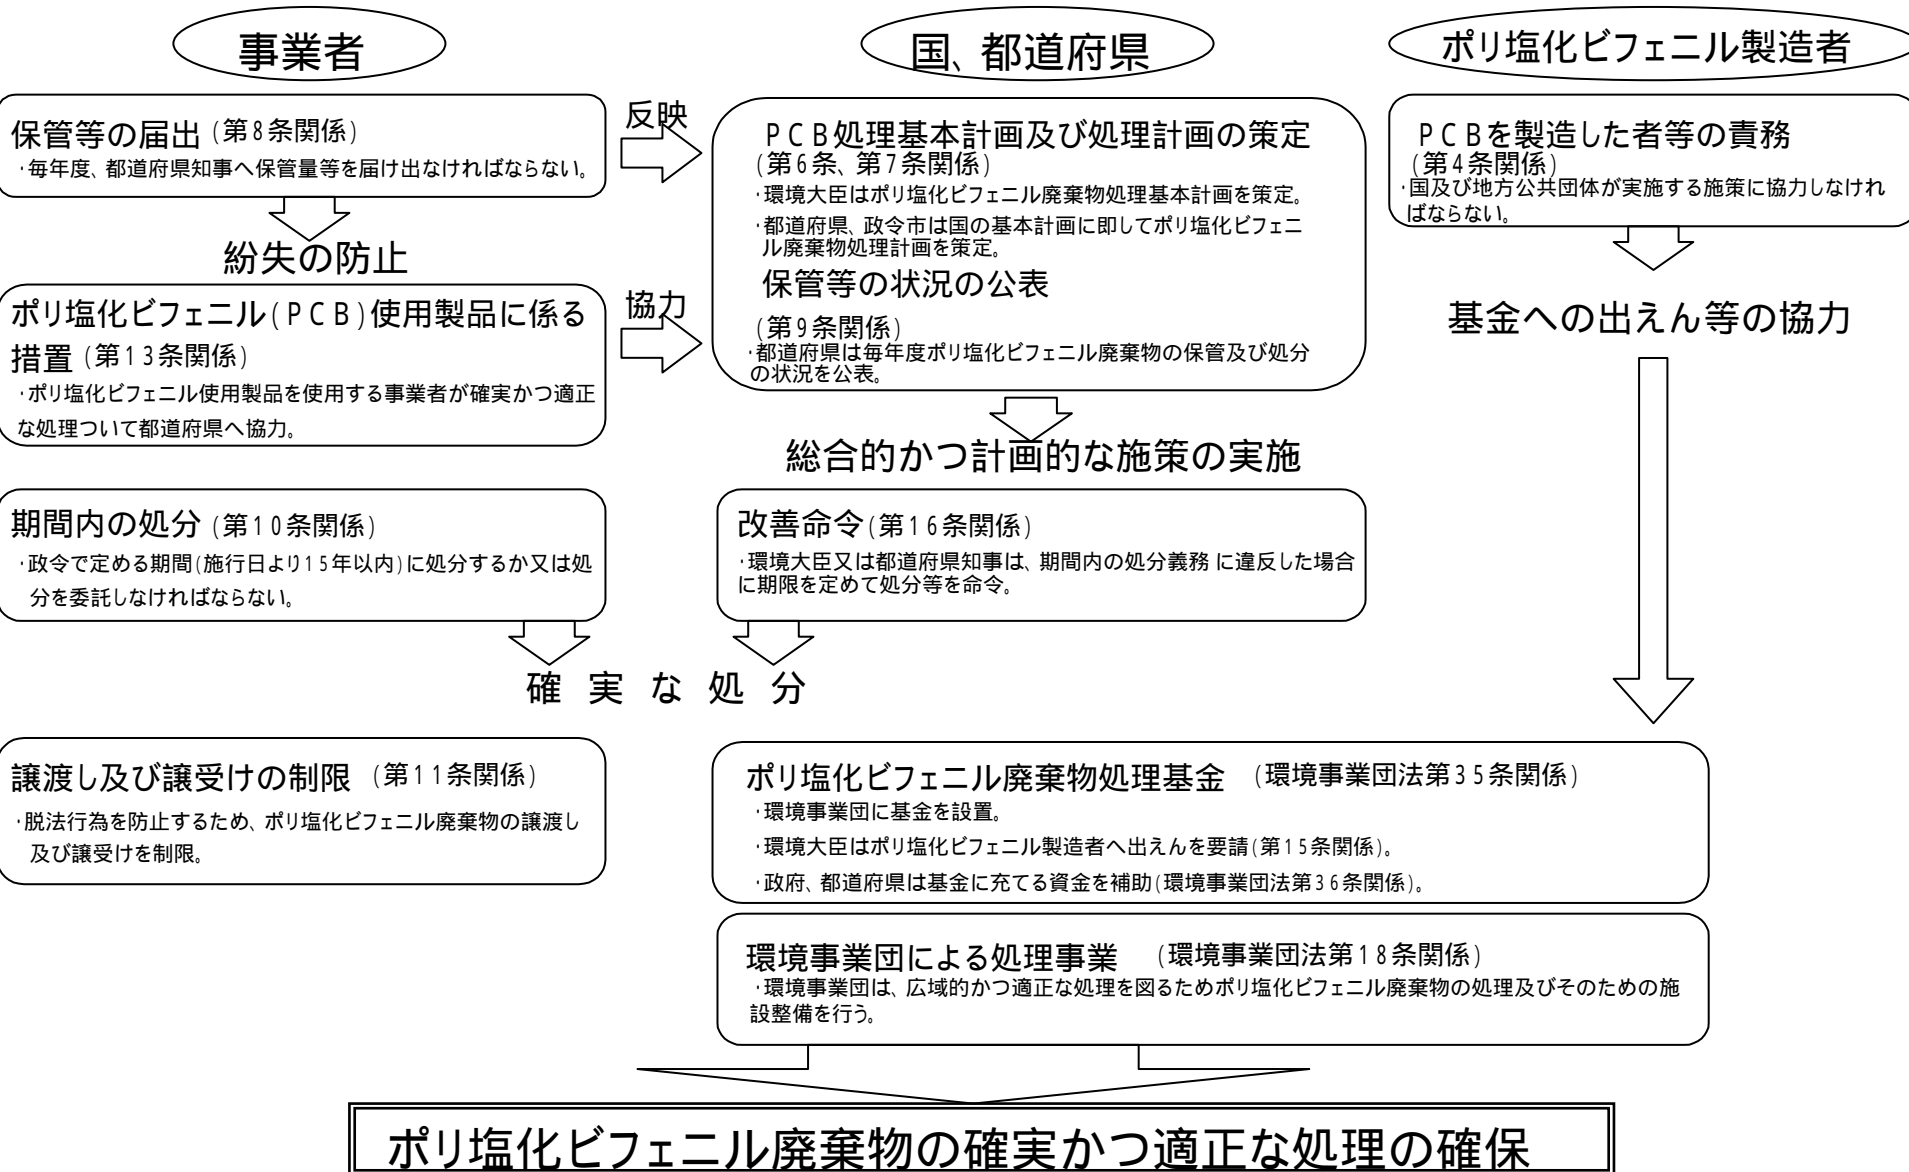 事業者
国、都道府県
ポリ塩化ビフェニル製造者
保管等の届出(第8条関係)
・毎年度、都道府県知事へ保管量等を届け出なければならない。
反映
PCB処理基本計画及び処理計画の策定
(第6条、第7条関係)
・環境大臣はポリ塩化ビフェニル廃棄物処理基本計画を策定。
・都道府県、政令市は国の基本計画に即してポリ塩化ビフェニ
ル廃棄物処理計画を策定。
保管等の状況の公表
(第9条関係)
・都道府県は毎年度ポリ塩化ビフェニル廃棄物の保管及び処分
の状況を公表。
PCBを製造した者等の責務
(第4条関係)
・国及び地方公共団体が実施する施策に協力しなけれ
ばならない。
紛失の防止
ポリ塩化ビフェニル(PCB)使用製品に係る
措置(第13条関係)
・ポリ塩化ビフェニル使用製品を使用する事業者が確実かつ適正
な処理ついて都道府県へ協力。
協力
基金への出えん等の協力
総合的かつ計画的な施策の実施
期間内の処分(第10条関係)
・政令で定める期間(施行日より15年以内)に処分するか又は処
分を委託しなければならない。
改善命令(第16条関係)
・環境大臣又は都道府県知事は、期間内の処分義務 に違反した場合
に期限を定めて処分等を命令。
確実な処分
譲渡し及び譲受けの制限 (第11条関係)
・脱法行為を防止するため、ポリ塩化ビフェニル廃棄物の譲渡し
及び譲受けを制限。
ポリ塩化ビフェニル廃棄物処理基金 (環境事業団法第35条関係)
・環境事業団に基金を設置。
・環境大臣はポリ塩化ビフェニル製造者へ出えんを要請(第15条関係)。
・政府、都道府県は基金に充てる資金を補助(環境事業団法第36条関係)。
環境事業団による処理事業 (環境事業団法第18条関係)
・環境事業団は、広域的かつ適正な処理を図るためポリ塩化ビフェニル廃棄物の処理及びそのための施
設整備を行う。
ポリ塩化ビフェニル廃棄物の確実かつ適正な処理の確保